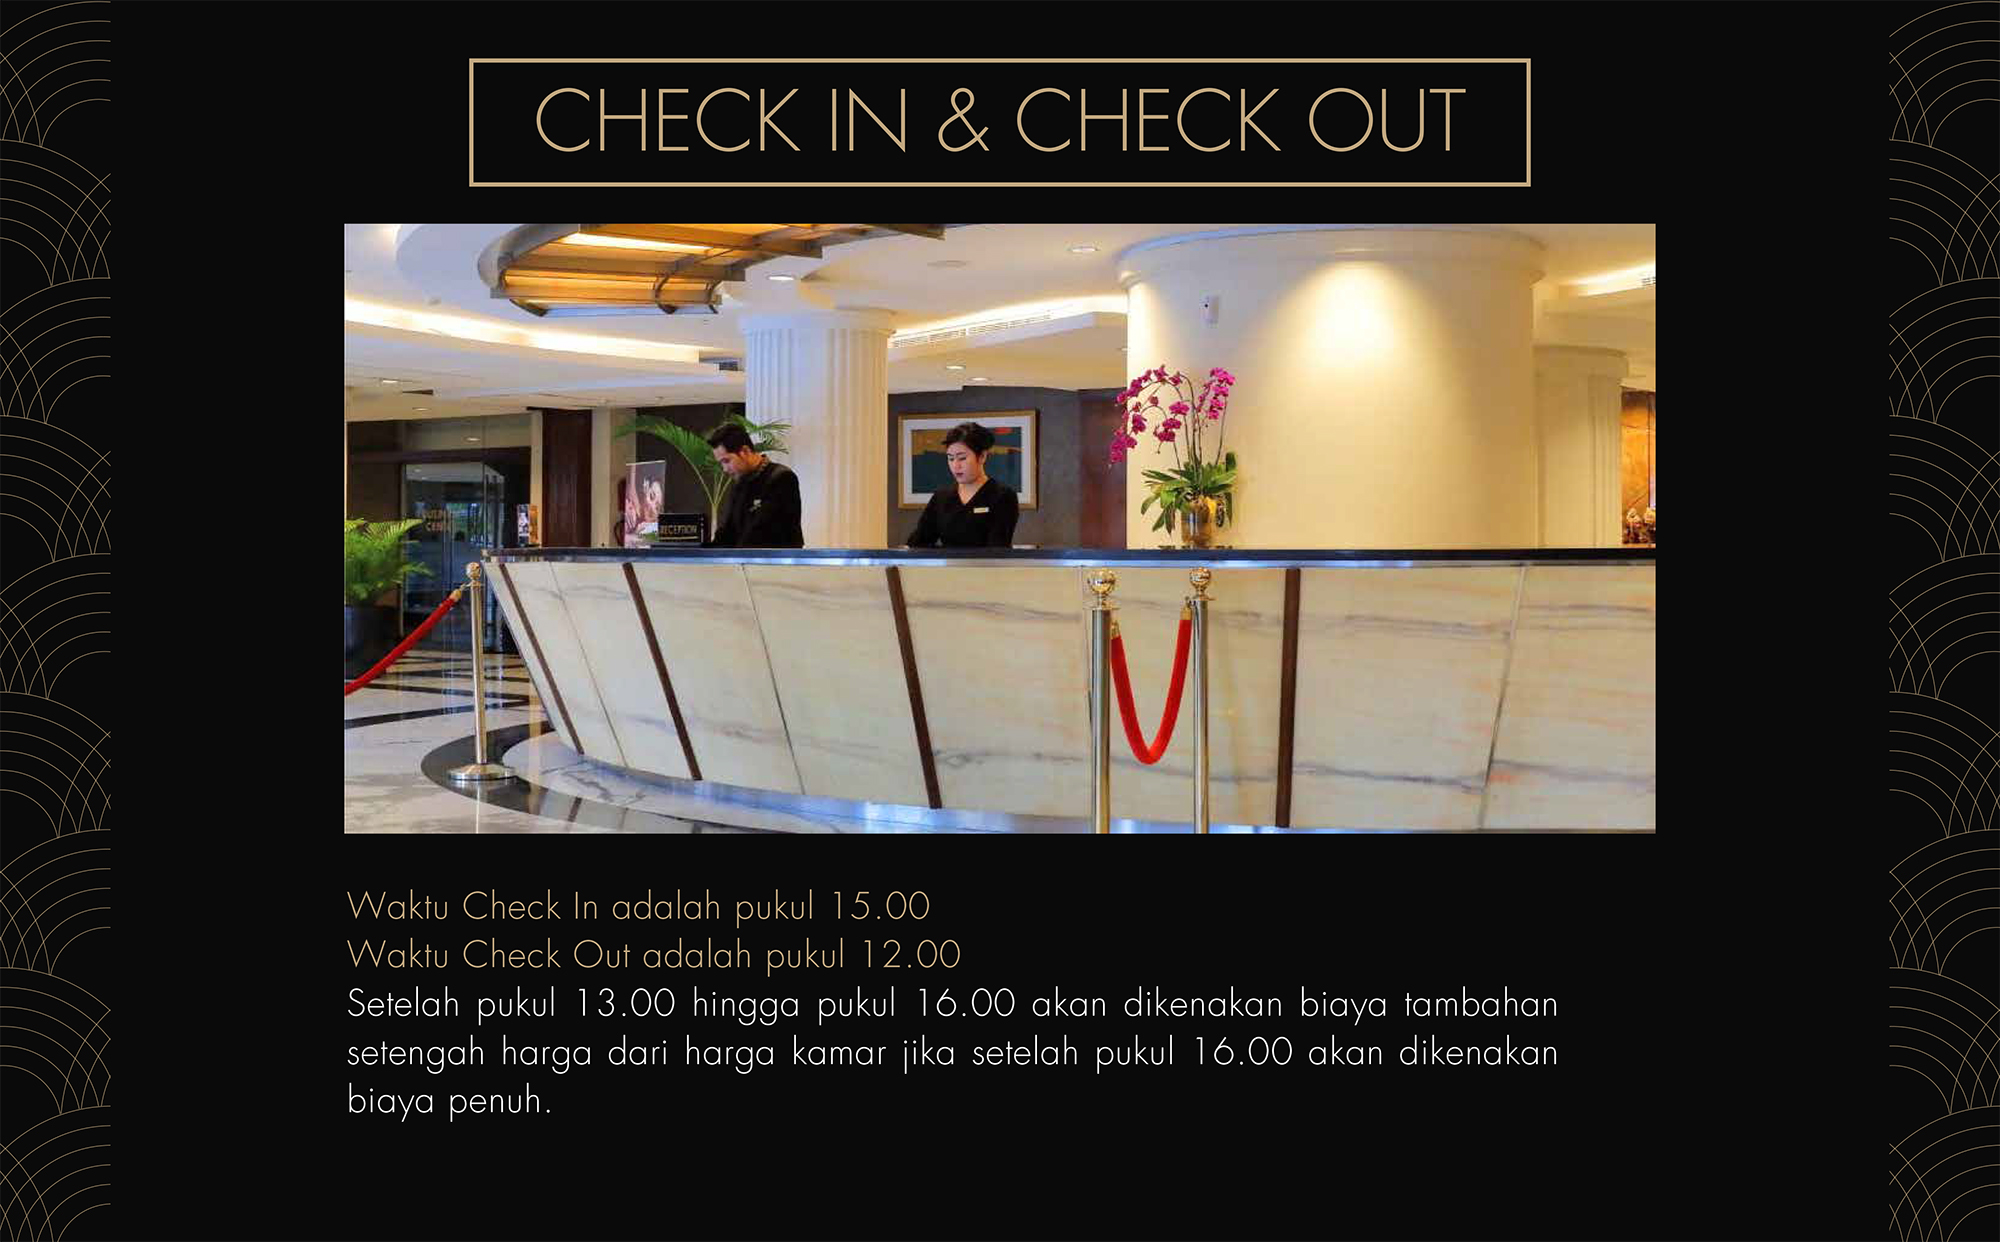 CHECK IN & CHECK OUT
RECEPTION
Waktu Check In adalah pukul 15.00
Waktu Check Out adalah pukul 12.00
Setelah pukul 13.00 hingga pukul 16.00 akan dikenakan biaya tambahan
setengah harga dari harga kamar jika setelah pukul 16.00 akan dikenakan
biaya penuh.